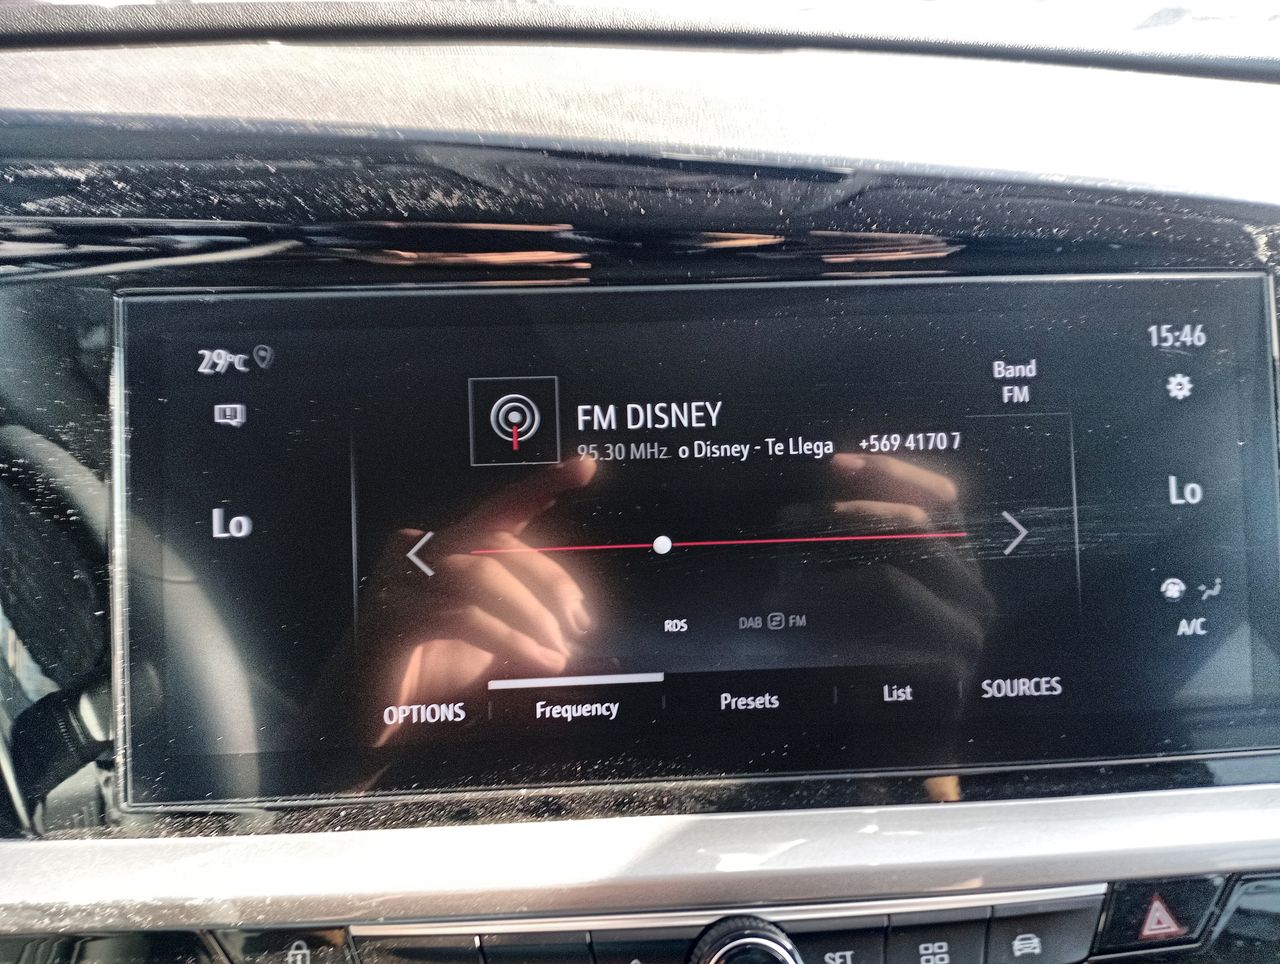 29°C
15:46
Band
FM
FM DISNEY
95.30 MHz o Disney - Te Llega +569 4170 7
Lo
Lo
RDS
DAB FM
A/C
OPTIONS
Frequency
Presets
List
SOURCES
SET